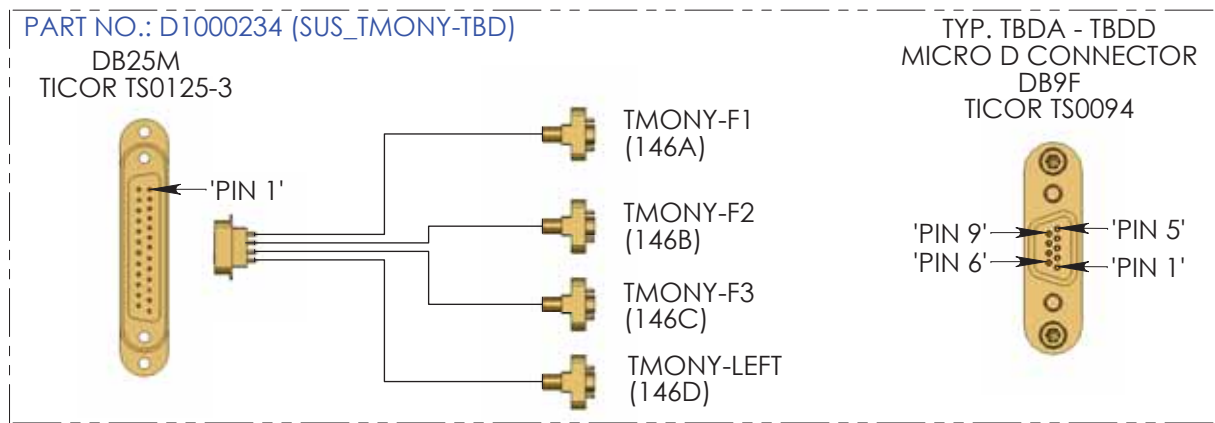 PART NO.: D1000234 (SUS_TMONY-TBD)
DB25M
TICOR TS0125-3
'PIN 1'
TMONY-F1
(146A)
TMONY-F2
(146B)
TMONY-F3
(146C)
TMONY-LEFT
(146D)
TYP. TBDA - TBDD
MICRO D CONNECTOR
DB9F
TICOR TS0094
'PIN 9'
'PIN 5'
'PIN 6'
'PIN 1'